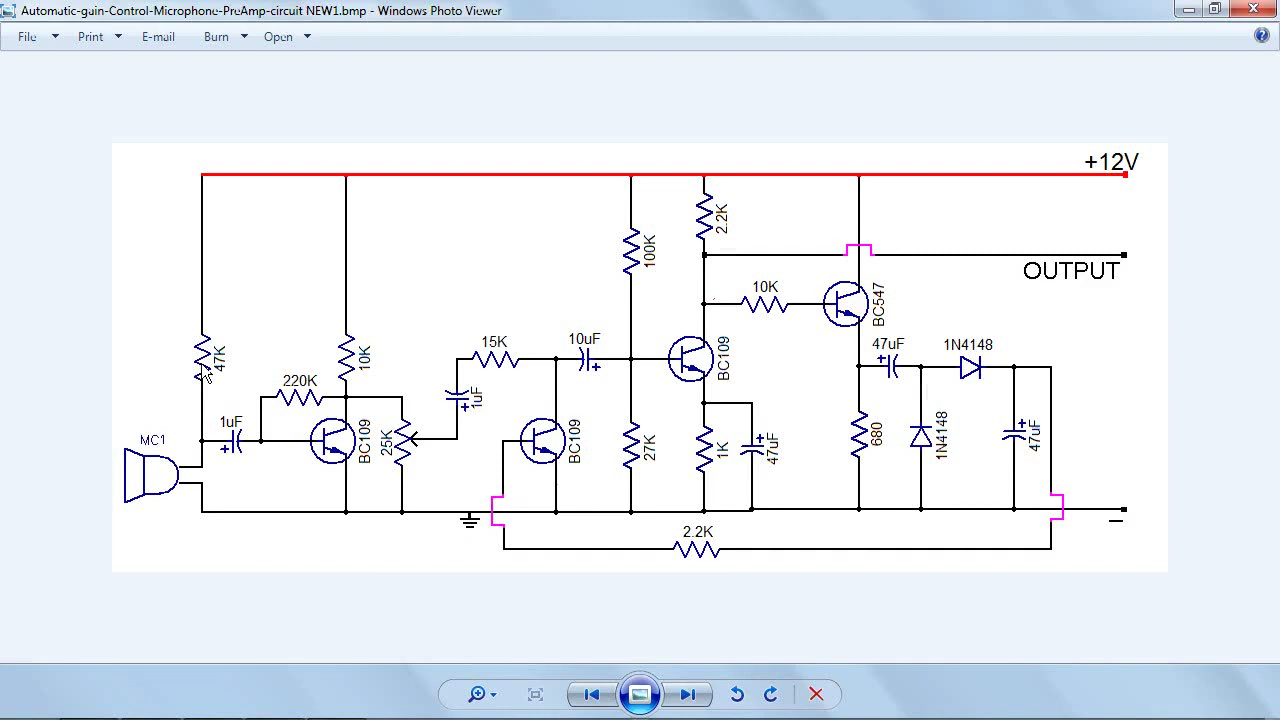 Automatic-gain-Control-Microphone-PreAmp-circuit NEW1.bmp - Windows Photo Viewer
File Print E-mail Burn Open
+12V
2.2K
100K
OUTPUT
10K
BC547
47K
10K
15K
10uF
BC109
47uF
1N4148
220K
1uF
1uF
MC1
BC109
25K
BC109
27K
1K
47uF
680
1N4148
47uF
2.2K